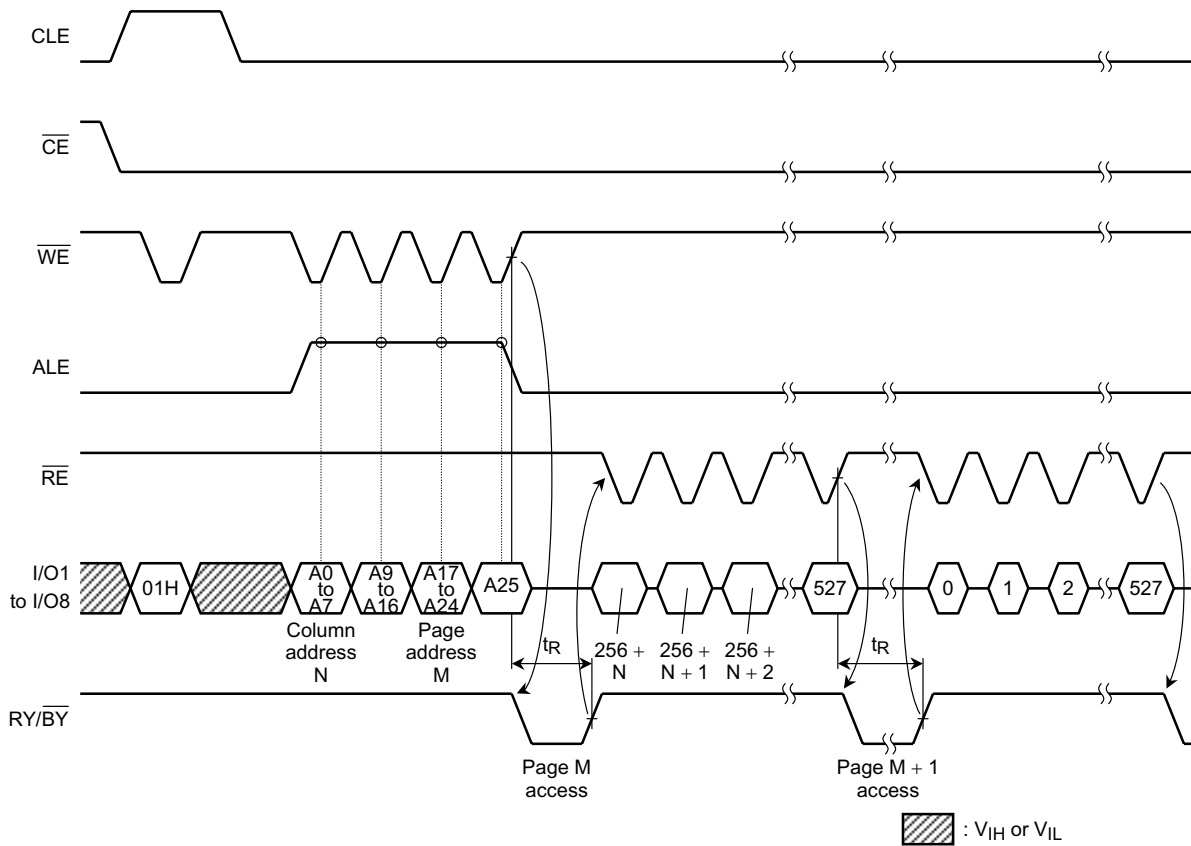 CLE
CE
WE
ALE
RE
I/O1
to I/O8
01H
A0
to
A7
A9
to
A16
A17
to
A24
A25
527
0
1
2
527
Column
address
N
Page
address
M
tR
256 +
N
256 +
N + 1
256 +
N + 2
tR
RY/BY
Page M
access
Page M + 1
access
: VIH or VIL